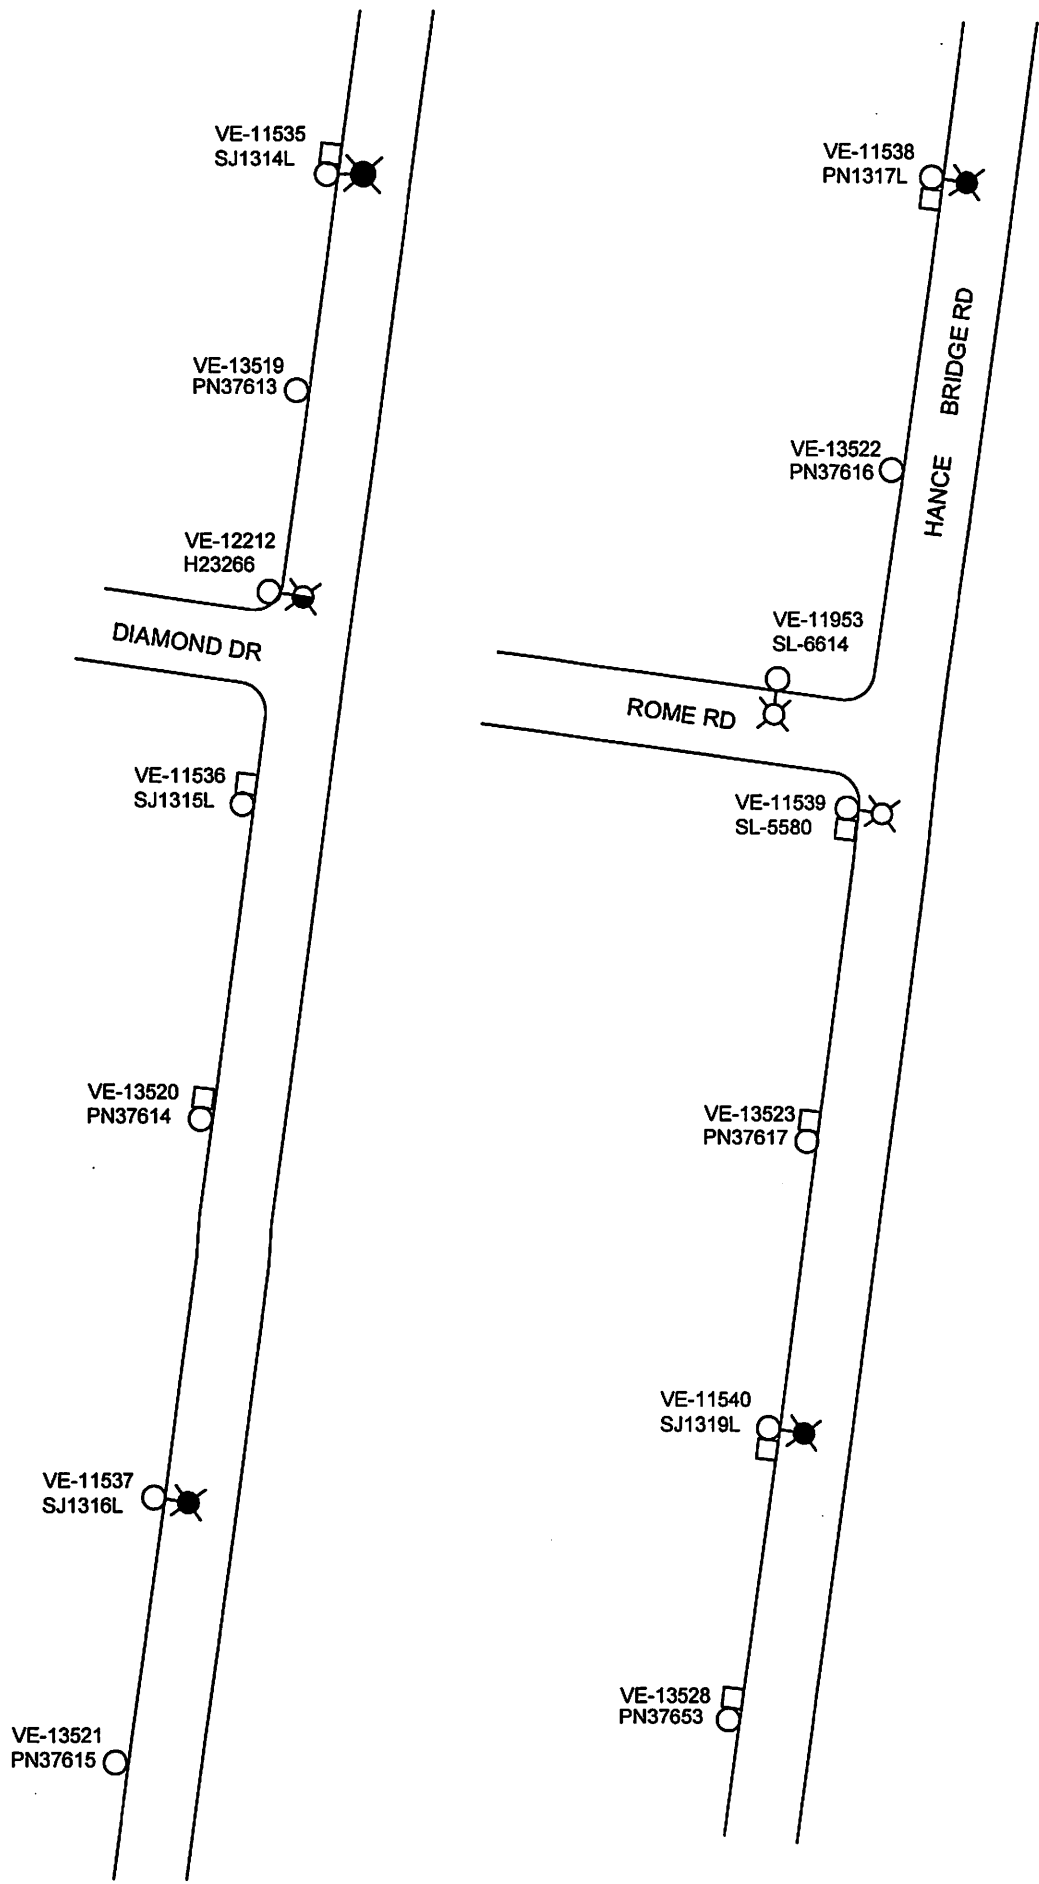 VE-11535
SJ1314L
VE-13519
PN37613
VE-12212
H23266
DIAMOND DR
VE-11536
SJ1315L
VE-13520
PN37614
VE-11537
SJ1316L
VE-13521
PN37615
VE-11538
PN1317L
HANCE BRIDGE RD
VE-13522
PN37616
VE-11953
SL-6614
ROME RD
VE-11539
SL-5580
VE-13523
PN37617
VE-11540
SJ1319L
VE-13528
PN37653